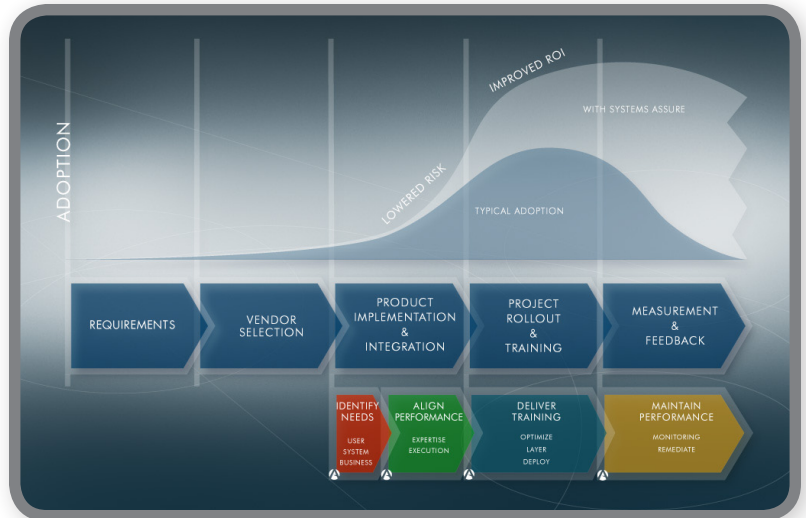 ADOPTION
IMPROVED ROI
WITH SYSTEMS ASSURE
LOWERED RISK
TYPICAL ADOPTION
REQUIREMENTS
VENDOR
SELECTION
PRODUCT
IMPLEMENTATION
&
INTEGRATION
PROJECT
ROLLOUT
&
TRAINING
MEASUREMENT
&
FEEDBACK
IDENTIFY
NEEDS
USER
SYSTEM
BUSINESS
ALIGN
PERFORMANCE
EXPERTISE
EXECUTION
DELIVER
TRAINING
OPTIMIZE
LAYER
DEPLOY
MAINTAIN
PERFORMANCE
MONITORING
REMEDIATE